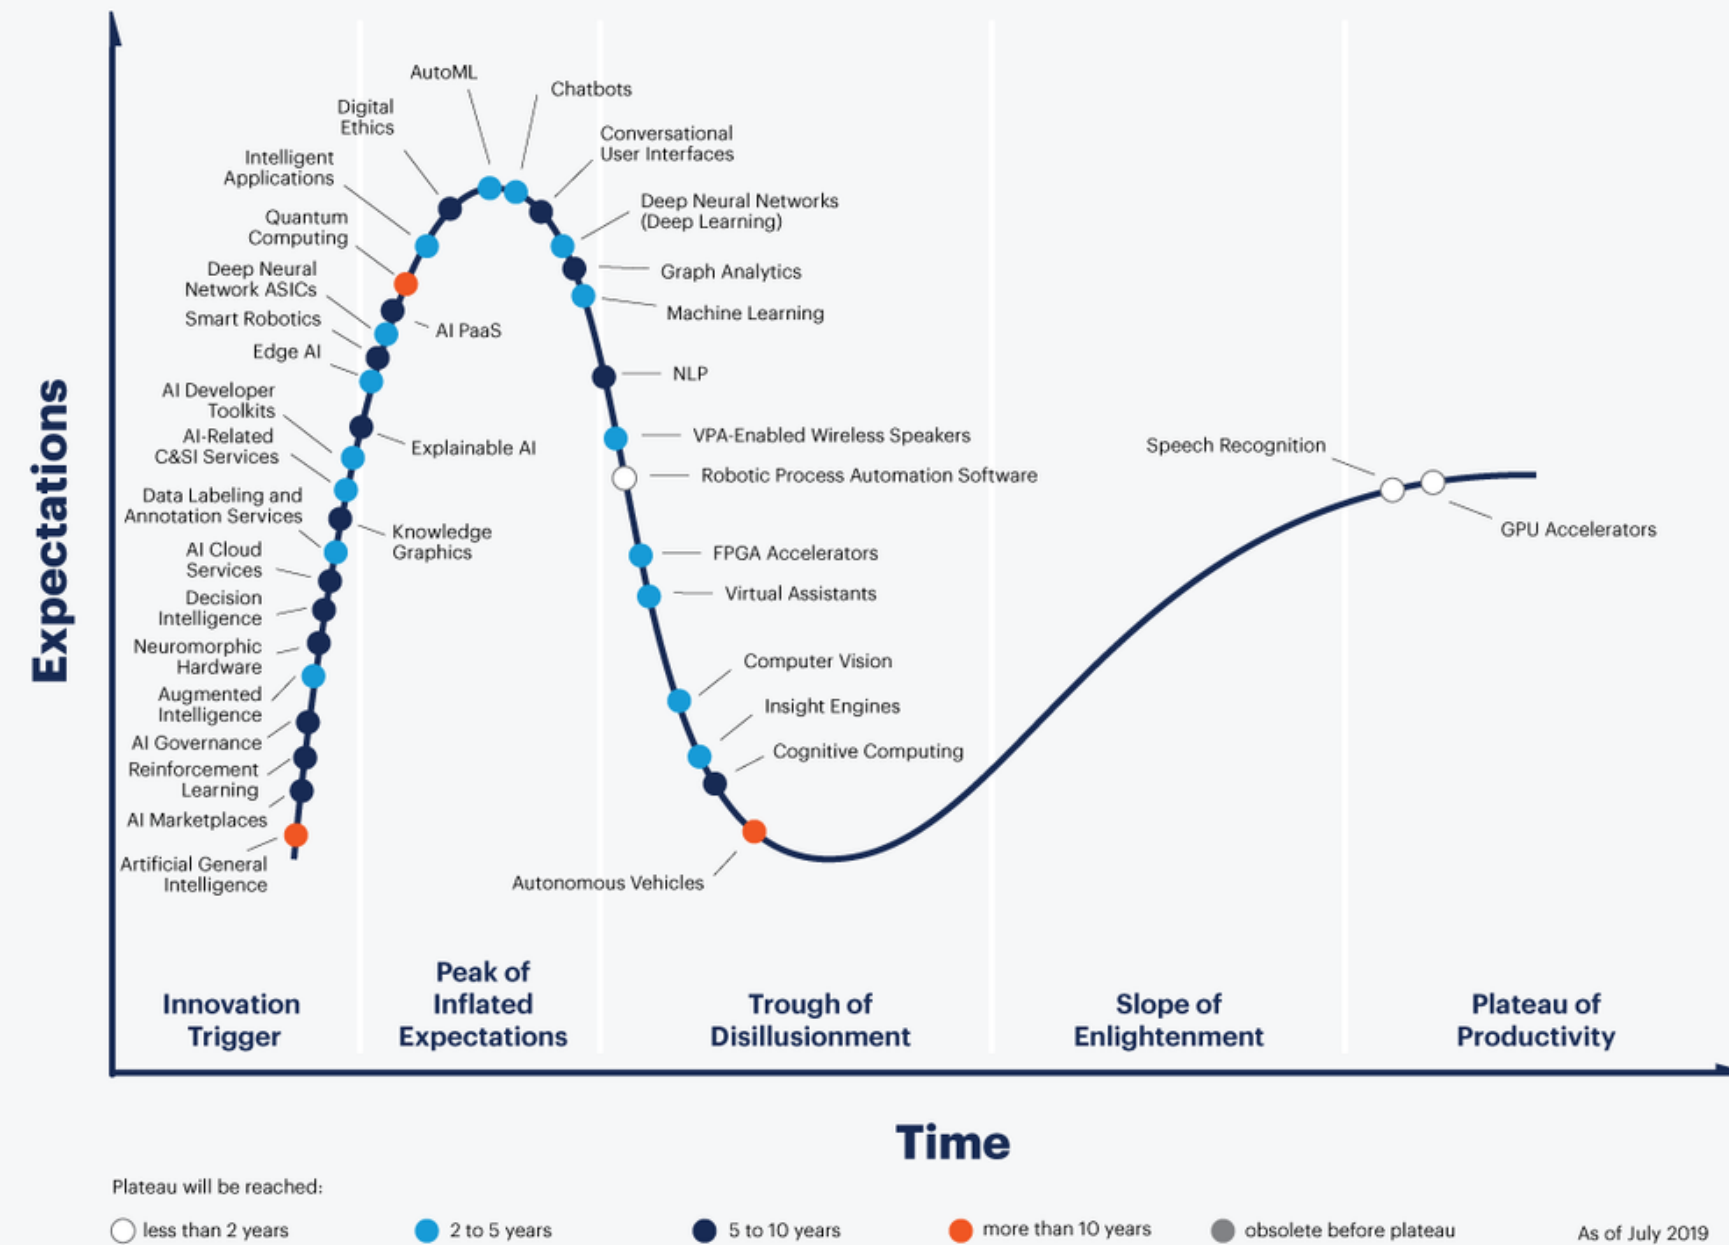 AutoML
Chatbots
Digital
Ethics
Conversational
User Interfaces
Intelligent
Applications
Deep Neural Networks
(Deep Learning)
Quantum
Computing
Graph Analytics
Deep Neural
Network ASICs
Machine Learning
Smart Robotics
AI PaaS
Edge AI
NLP
AI Developer
Toolkits
VPA-Enabled Wireless Speakers
AI-Related
C&SI Services
Explainable AI
Speech Recognition
Robotic Process Automation Software
Data Labeling and
Annotation Services
Knowledge
Graphics
GPU Accelerators
AI Cloud
Services
FPGA Accelerators
Decision
Intelligence
Virtual Assistants
Neuromorphic
Hardware
Computer Vision
Augmented
Intelligence
Insight Engines
AI Governance
Cognitive Computing
Reinforcement
Learning
AI Marketplaces
Artificial General
Intelligence
Autonomous Vehicles
Expectations
Innovation
Trigger
Peak of
Inflated
Expectations
Trough of
Disillusionment
Slope of
Enlightenment
Plateau of
Productivity
Time
Plateau will be reached:
less than 2 years
2 to 5 years
5 to 10 years
more than 10 years
obsolete before plateau
As of July 2019